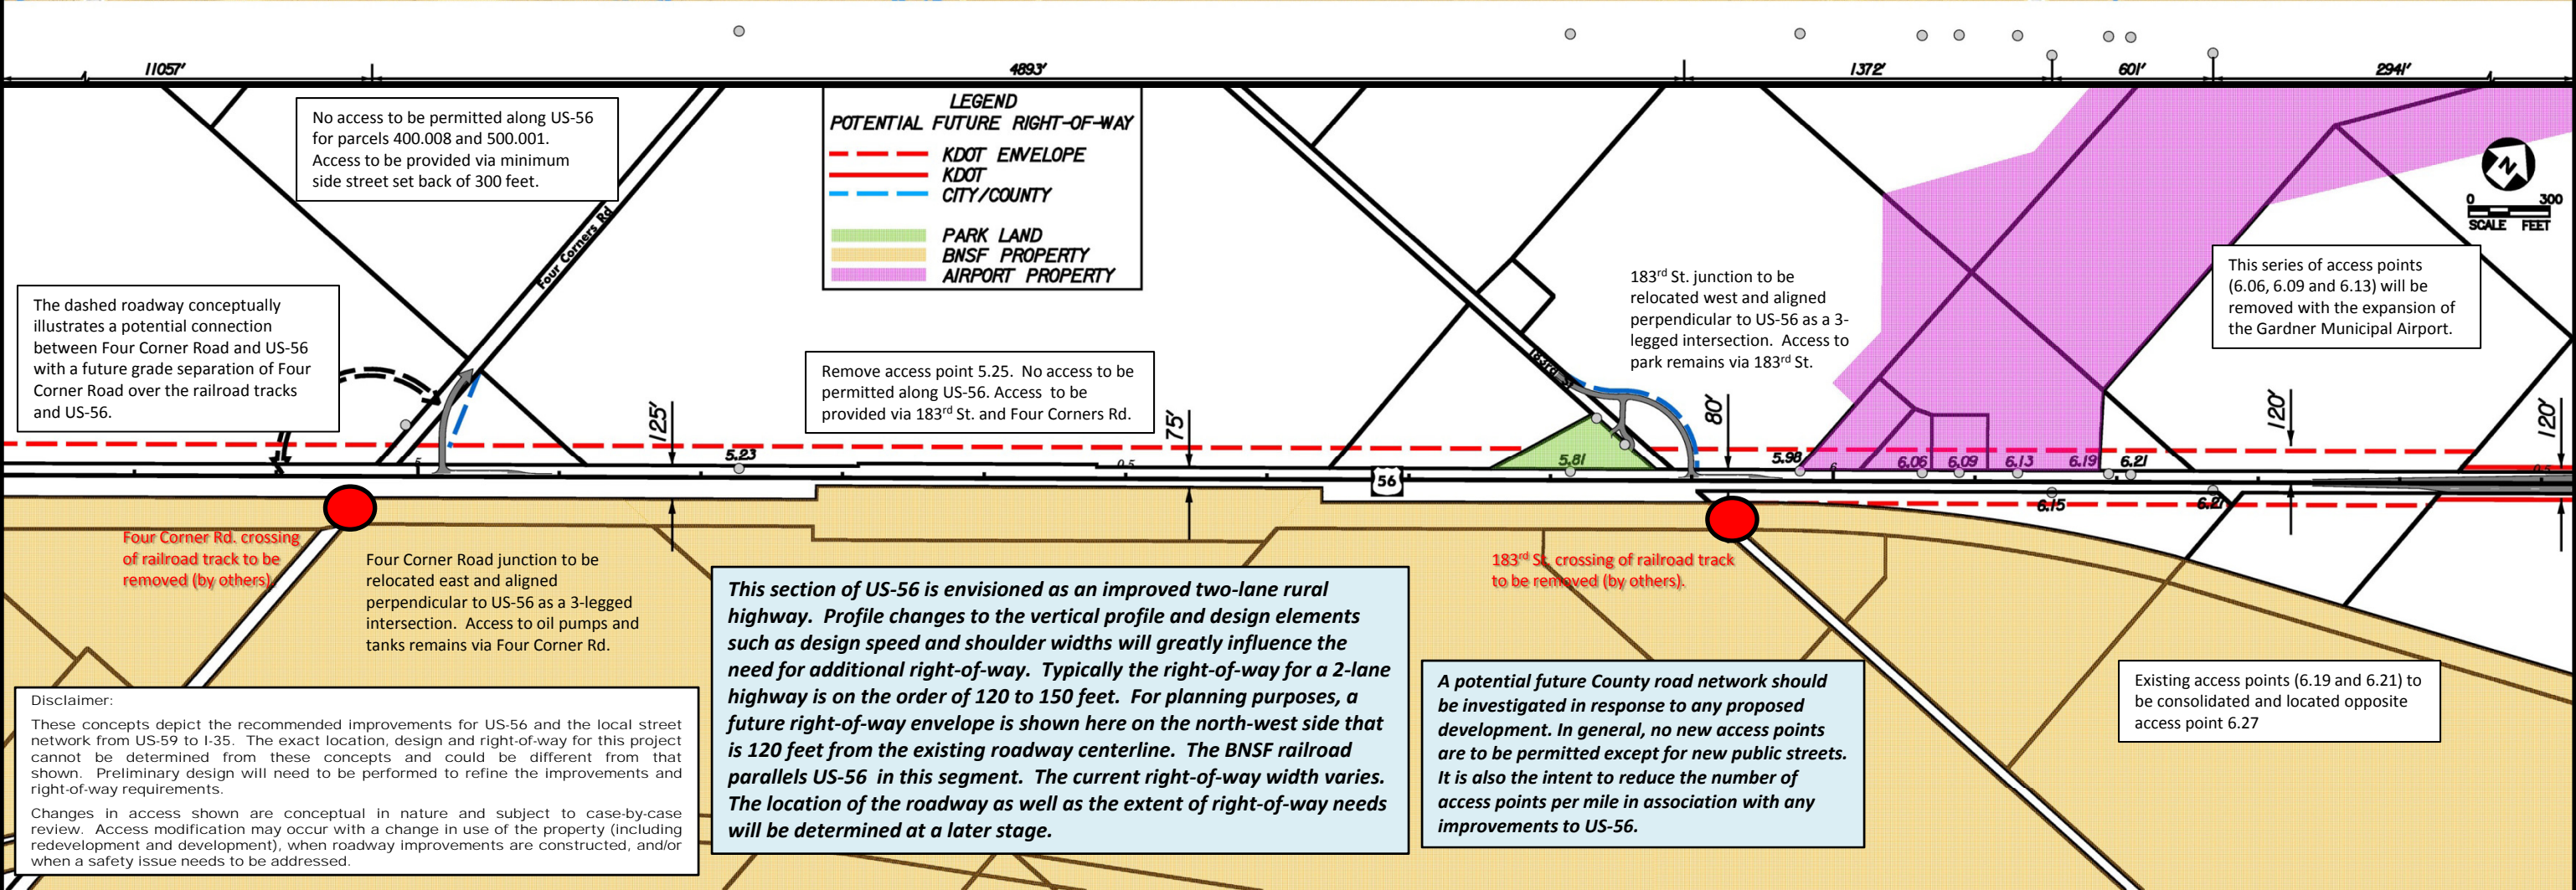 11057'
4893'
1372'
601'
2941'
No access to be permitted along US-56
for parcels 400.008 and 500.001.
Access to be provided via minimum
side street set back of 300 feet.
LEGEND
POTENTIAL FUTURE RIGHT-OF-WAY
KDOT ENVELOPE
KDOT
CITY/COUNTY
PARK LAND
BNSF PROPERTY
AIRPORT PROPERTY
N
0 300
SCALE FEET
Four Corners Rd
The dashed roadway conceptually
illustrates a potential connection
between Four Corner Road and US-56
with a future grade separation of Four
Corner Road over the railroad tracks
and US-56.
Remove access point 5.25. No access to be
permitted along US-56. Access to be
provided via 183rd St. and Four Corners Rd.
183rd St. junction to be
relocated west and aligned
perpendicular to US-56 as a 3-
legged intersection. Access to
park remains via 183rd St.
This series of access points
(6.06, 6.09 and 6.13) will be
removed with the expansion of
the Gardner Municipal Airport.
183rd St
125'
75'
80'
120'
120'
5
5.23
0.5
56
5.81
5.98
6
6.06
6.09
6.13
6.19
6.21
0.5
6.15
6.27
Four Corner Rd. crossing
of railroad track to be
removed (by others).
Four Corner Road junction to be
relocated east and aligned
perpendicular to US-56 as a 3-legged
intersection. Access to oil pumps and
tanks remains via Four Corner Rd.
183rd St. crossing of railroad track
to be removed (by others).
This section of US-56 is envisioned as an improved two-lane rural
highway. Profile changes to the vertical profile and design elements
such as design speed and shoulder widths will greatly influence the
need for additional right-of-way. Typically the right-of-way for a 2-lane
highway is on the order of 120 to 150 feet. For planning purposes, a
future right-of-way envelope is shown here on the north-west side that
is 120 feet from the existing roadway centerline. The BNSF railroad
parallels US-56 in this segment. The current right-of-way width varies.
The location of the roadway as well as the extent of right-of-way needs
will be determined at a later stage.
A potential future County road network should
be investigated in response to any proposed
development. In general, no new access points
are to be permitted except for new public streets.
It is also the intent to reduce the number of
access points per mile in association with any
improvements to US-56.
Existing access points (6.19 and 6.21) to
be consolidated and located opposite
access point 6.27
Disclaimer:
These concepts depict the recommended improvements for US-56 and the local street
network from US-59 to I-35. The exact location, design and right-of-way for this project
cannot be determined from these concepts and could be different from that
shown. Preliminary design will need to be performed to refine the improvements and
right-of-way requirements.
Changes in access shown are conceptual in nature and subject to case-by-case
review. Access modification may occur with a change in use of the property (including
redevelopment and development), when roadway improvements are constructed, and/or
when a safety issue needs to be addressed.